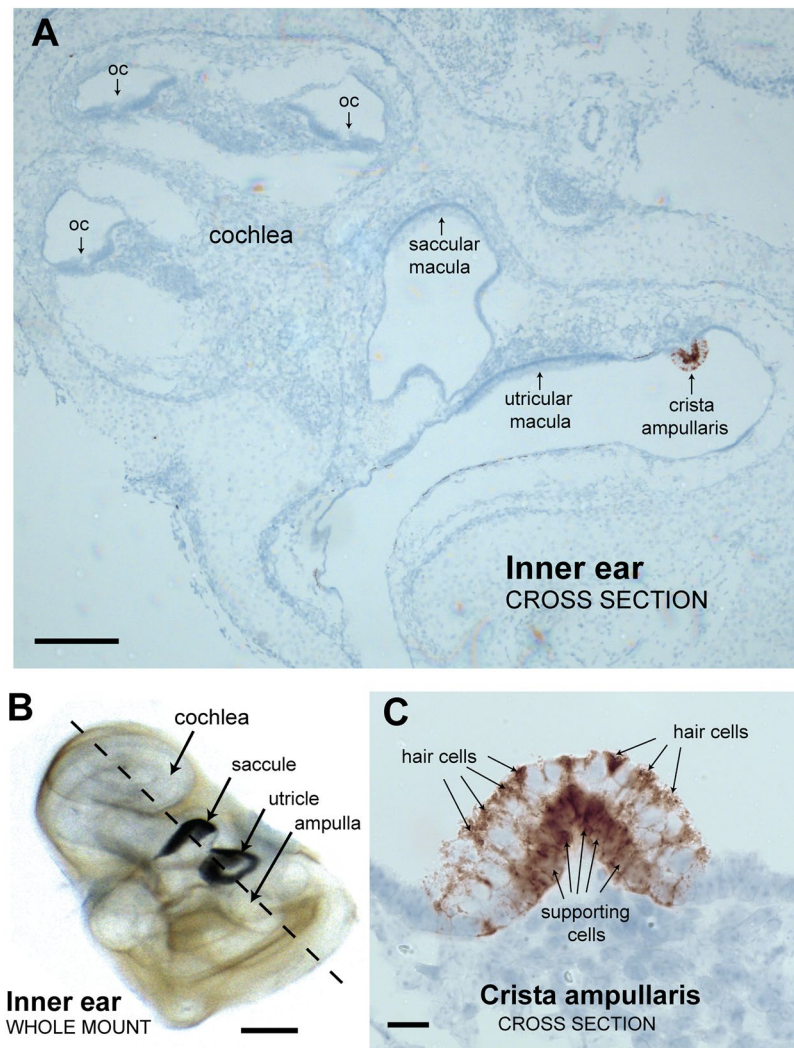 A
oc
oc
oc
cochlea
saccular
macula
utricular
macula
crista
ampullaris
Inner ear
CROSS SECTION
B
cochlea
saccule
utricle
ampulla
Inner ear
WHOLE MOUNT
C
hair cells
hair cells
supporting
cells
Crista ampullaris
CROSS SECTION